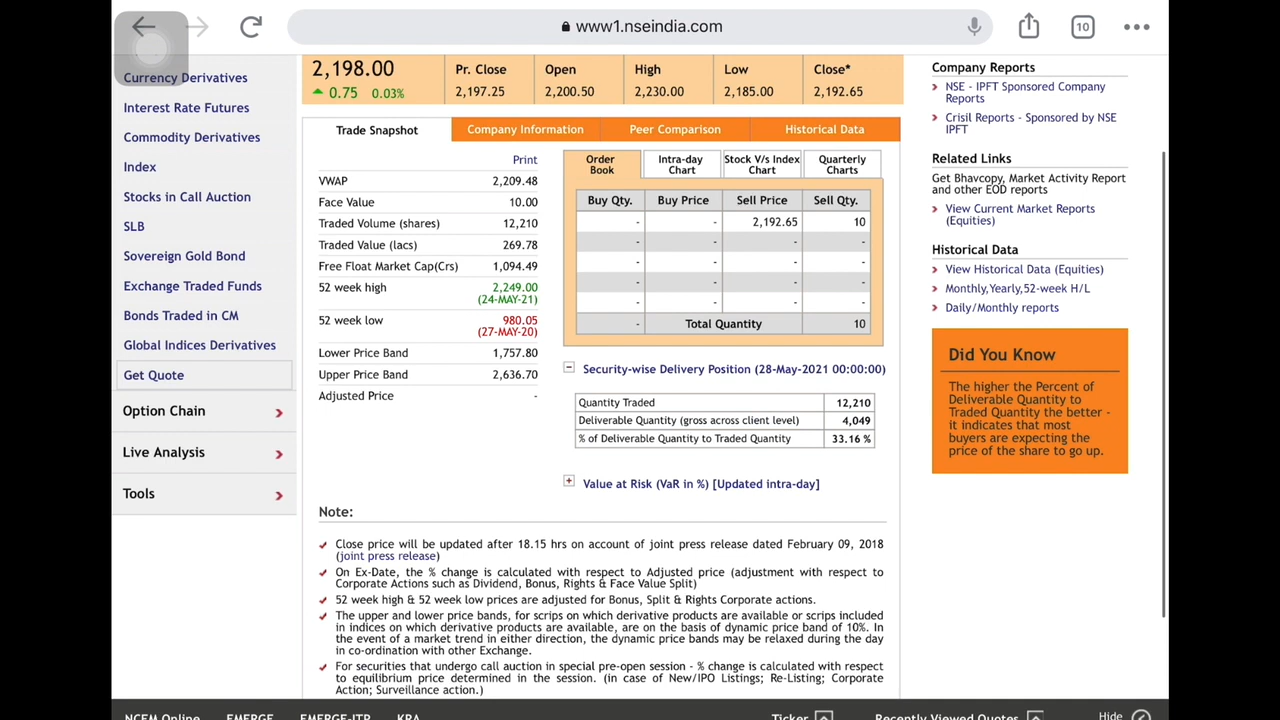 www1.nseindia.com
10
Currency Derivatives
Interest Rate Futures
Commodity Derivatives
Index
Stocks in Call Auction
SLB
Sovereign Gold Bond
Exchange Traded Funds
Bonds Traded in CM
Global Indices Derivatives
Get Quote
Option Chain
Live Analysis
Tools
2,198.00
0.75 0.03%
Pr. Close
2,197.25
Open
2,200.50
High
2,230.00
Low
2,185.00
Close*
2,192.65
Trade Snapshot
Company Information
Peer Comparison
Historical Data
Print
VWAP 2,209.48
Face Value 10.00
Traded Volume (shares) 12,210
Traded Value (lacs) 269.78
Free Float Market Cap(Crs) 1,094.49
52 week high 2,249.00
(24-MAY-21)
52 week low 980.05
(27-MAY-20)
Lower Price Band 1,757.80
Upper Price Band 2,636.70
Adjusted Price -
Order
Book
Intra-day
Chart
Stock V/s Index
Chart
Quarterly
Charts
Buy Qty. Buy Price Sell Price Sell Qty.
- - 2,192.65 10
- - - -
- - - -
- - - -
- - - -
- Total Quantity 10
Security-wise Delivery Position (28-May-2021 00:00:00)
Quantity Traded 12,210
Deliverable Quantity (gross across client level) 4,049
% of Deliverable Quantity to Traded Quantity 33.16 %
Value at Risk (VaR in %) [Updated intra-day]
Note:
Close price will be updated after 18.15 hrs on account of joint press release dated February 09, 2018
(joint press release)
On Ex-Date, the % change is calculated with respect to Adjusted price (adjustment with respect to
Corporate Actions such as Dividend, Bonus, Rights & Face Value Split)
52 week high & 52 week low prices are adjusted for Bonus, Split & Rights Corporate actions.
The upper and lower price bands, for scrips on which derivative products are available or scrips included
in indices on which derivative products are available, are on the basis of dynamic price band of 10%. In
the event of a market trend in either direction, the dynamic price bands may be relaxed during the day
in co-ordination with other Exchange.
For securities that undergo call auction in special pre-open session - % change is calculated with respect
to equilibrium price determined in the session. (in case of New/IPO Listings; Re-Listing; Corporate
Action; Surveillance action.)
Company Reports
NSE - IPFT Sponsored Company
Reports
Crisil Reports - Sponsored by NSE
IPFT
Related Links
Get Bhavcopy, Market Activity Report
and other EOD reports
View Current Market Reports
(Equities)
Historical Data
View Historical Data (Equities)
Monthly,Yearly,52-week H/L
Daily/Monthly reports
Did You Know
The higher the Percent of
Deliverable Quantity to
Traded Quantity the better -
it indicates that most
buyers are expecting the
price of the share to go up.
NCFM Online EMERGE EMERGE-ITP KRA
Ticker Recently Viewed Quotes Hide